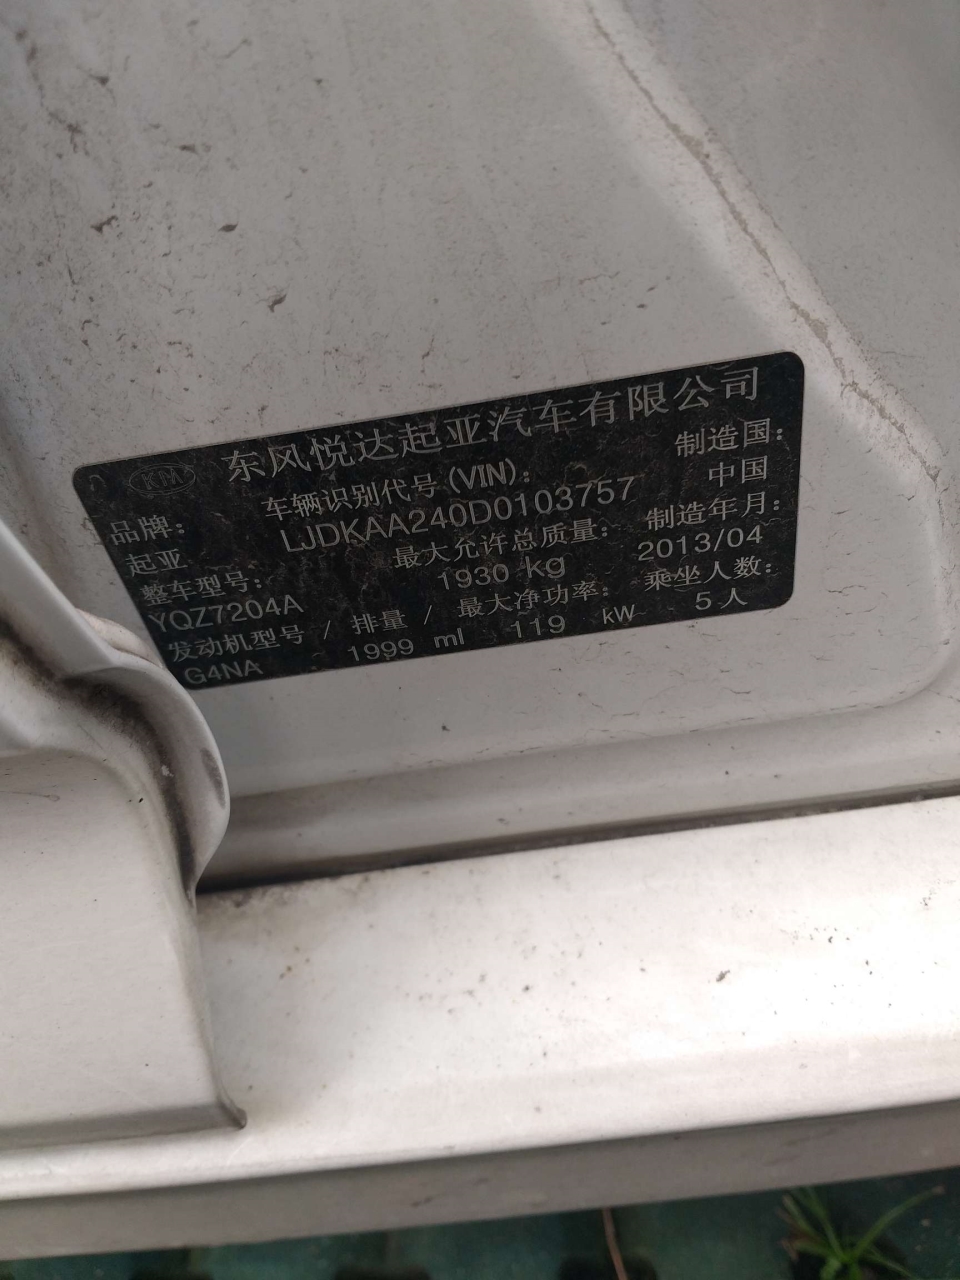 KIA 东风悦达起亚汽车有限公司
品牌: 车辆识别代号(VIN): 制造国:
起亚 LJDKAA240D0103757 中国
整车型号: 最大允许总质量: 制造年月:
YQZ7204A 1930 kg 2013/04
发动机型号 / 排量 / 最大净功率: 乘坐人数:
G4NA 1999 ml 119 kW 5人